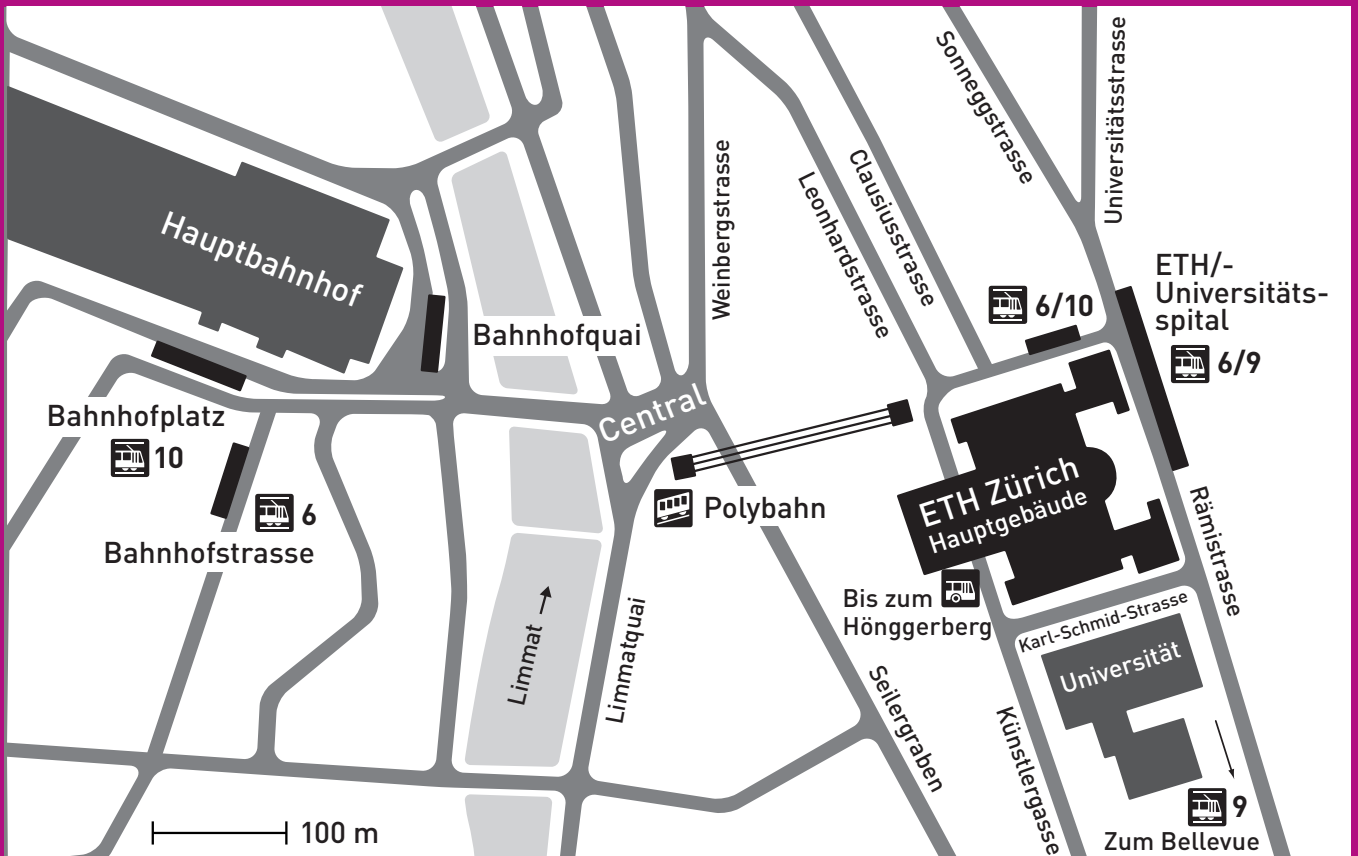 Sonneggstrasse
Universitätsstrasse
Weinbergstrasse
Clausiusstrasse
Leonhardstrasse
Hauptbahnhof
ETH/-
Universitäts-
spital
6/10
6/9
Bahnhofquai
Central
Bahnhofplatz
10
6
Bahnhofstrasse
Polybahn
ETH Zürich
Hauptgebäude
Rämistrasse
Bis zum
Hönggerberg
Karl-Schmid-Strasse
Universität
Limmat →
Limmatquai
Seilergraben
Künstlergasse
9
Zum Bellevue
100 m